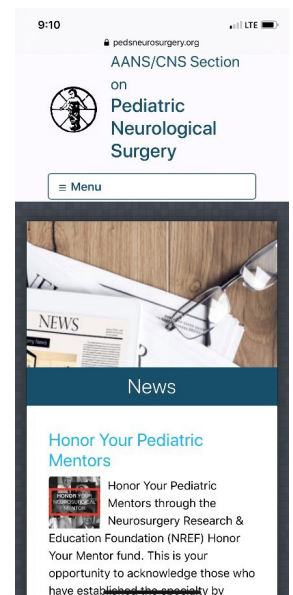 9:10
LTE
pedsneurosurgery.org
AANS/CNS Section
on
Pediatric
Neurological
Surgery
≡ Menu
NEWS
News
Honor Your Pediatric
Mentors
HONOR YOUR
NEUROSURGICAL
MENTOR
Honor Your Pediatric
Mentors through the
Neurosurgery Research &
Education Foundation (NREF) Honor
Your Mentor fund. This is your
opportunity to acknowledge those who
have established the specialty by